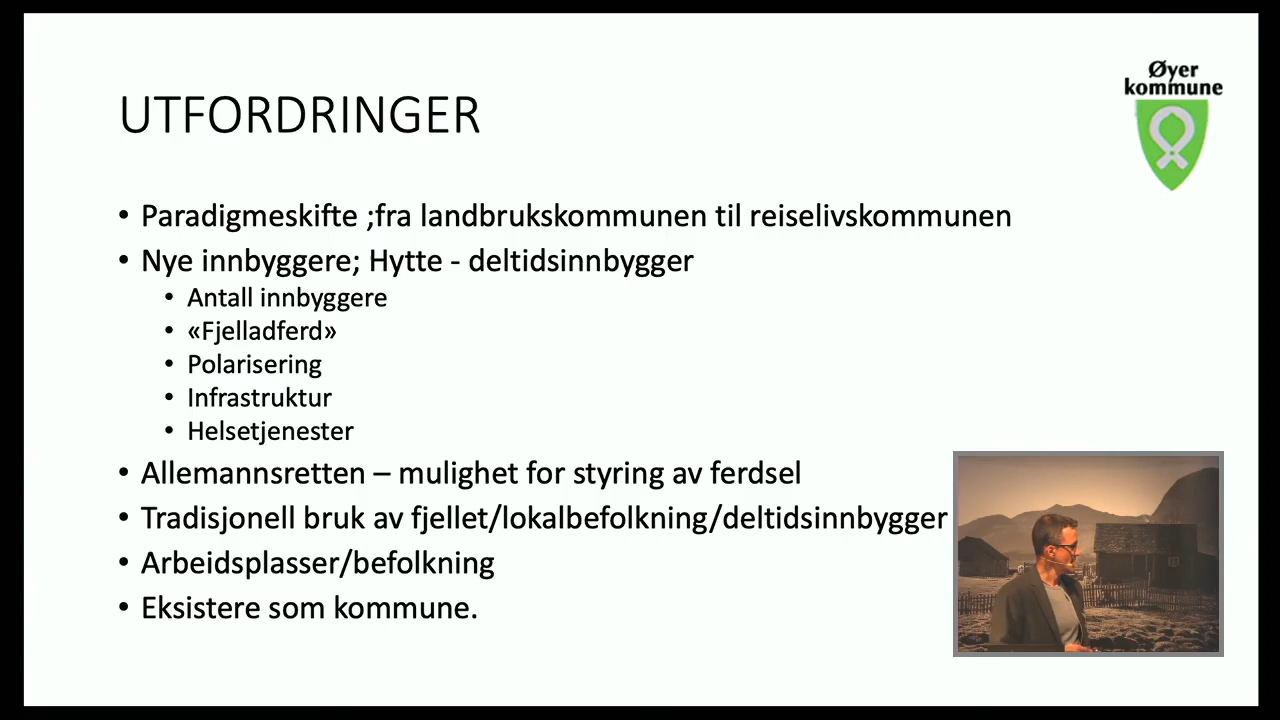 Øyer
kommune
UTFORDRINGER
• Paradigmeskifte ;fra landbrukskommunen til reiselivskommunen
• Nye innbyggere; Hytte - deltidsinnbygger
• Antall innbyggere
• «Fjelladferd»
• Polarisering
• Infrastruktur
• Helsetjenester
• Allemannsretten – mulighet for styring av ferdsel
• Tradisjonell bruk av fjellet/lokalbefolkning/deltidsinnbygger
• Arbeidsplasser/befolkning
• Eksistere som kommune.